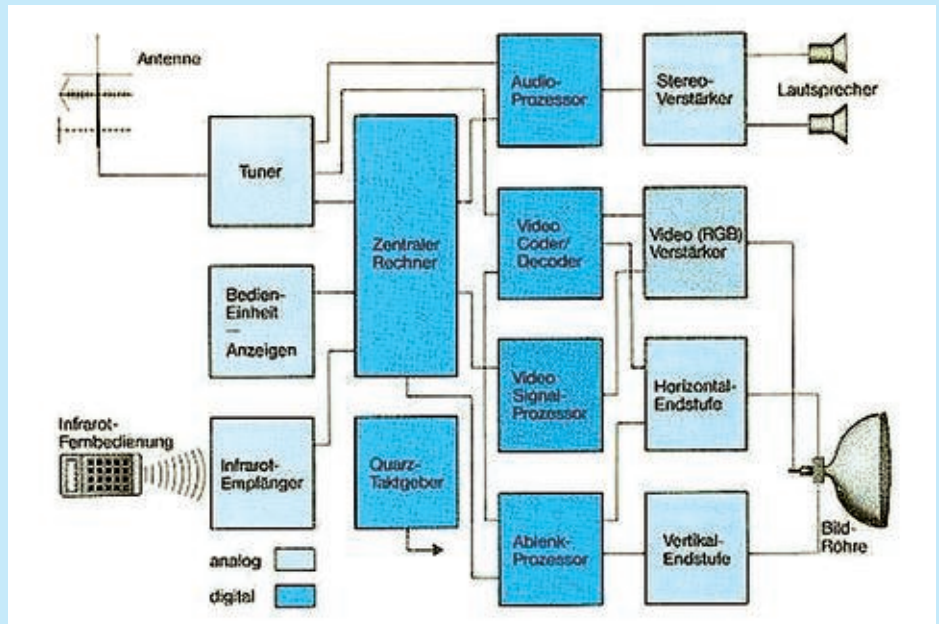 Antenne
Tuner
Bedien-
Einheit
—
Anzeigen
Infrarot-
Fernbedienung
Infrarot-
Empfänger
analog
digital
Zentraler
Rechner
Quarz-
Taktgeber
Audio-
Prozessor
Video
Coder/
Decoder
Video
Signal-
Prozessor
Ablenk-
Prozessor
Stereo-
Verstärker
Video (RGB)
Verstärker
Horizontal-
Endstufe
Vertikal-
Endstufe
Lautsprecher
Bild-
Röhre